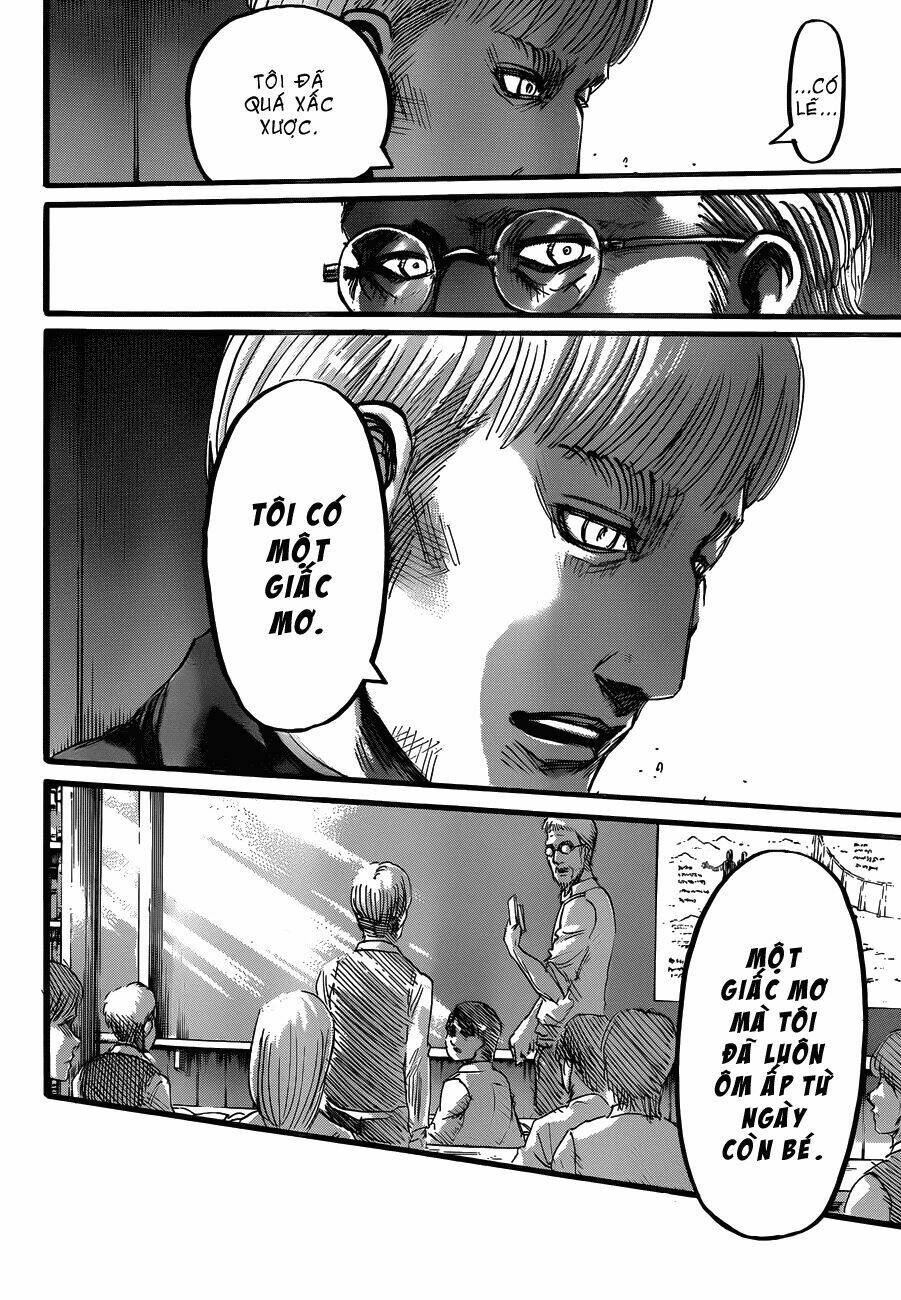 ...CÓ
LẼ...
TÔI ĐÃ
QUÁ XẤC
XƯỢC.
TÔI CÓ
MỘT
GIẤC
MƠ.
MỘT
GIẤC MƠ
MÀ TÔI
ĐÃ LUÔN
ÔM ẤP TỪ
NGÀY
CÒN BÉ.